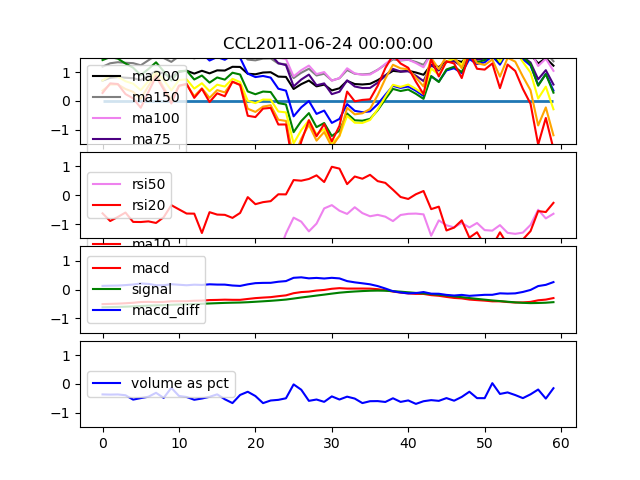 CCL2011-06-24 00:00:00
1
0
−1
ma200
ma150
ma100
ma75
1
0
−1
rsi50
rsi20
ma10
1
0
−1
macd
signal
macd_diff
1
0
−1
volume as pct
0 10 20 30 40 50 60